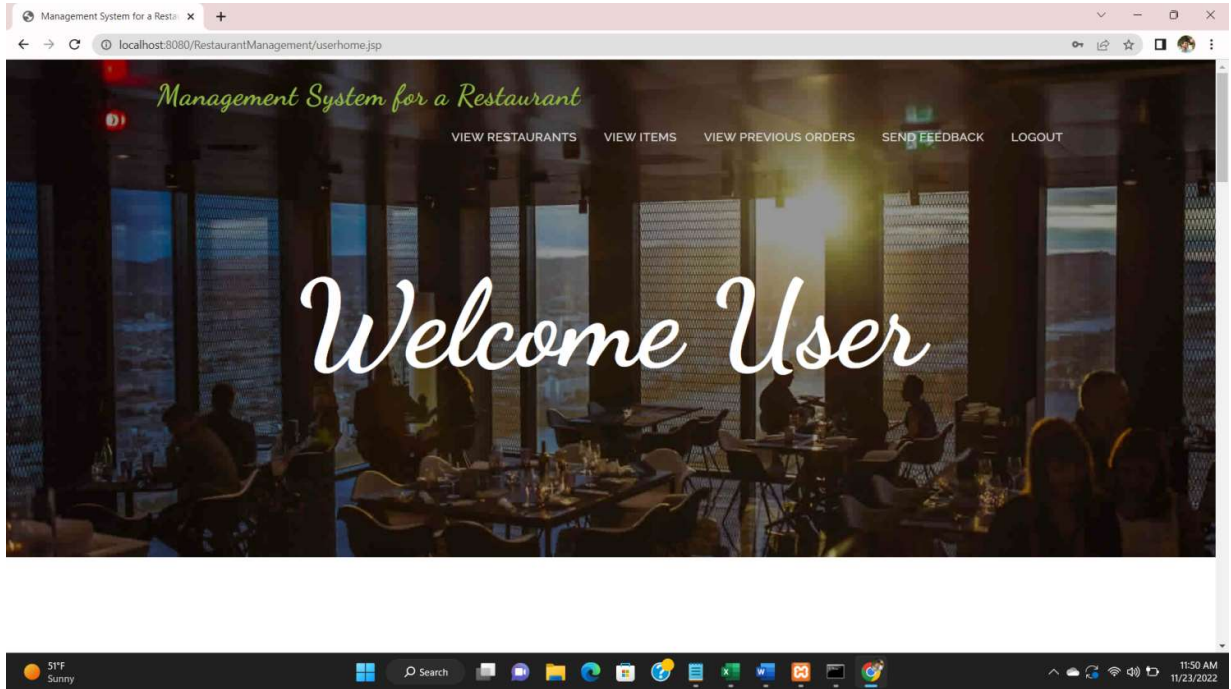 Management System for a Resta
localhost:8080/RestaurantManagement/userhome.jsp
Management System for a Restaurant
VIEW RESTAURANTS VIEW ITEMS VIEW PREVIOUS ORDERS SEND FEEDBACK LOGOUT
Welcome User
51°F
Sunny
Search
11:50 AM
11/23/2022